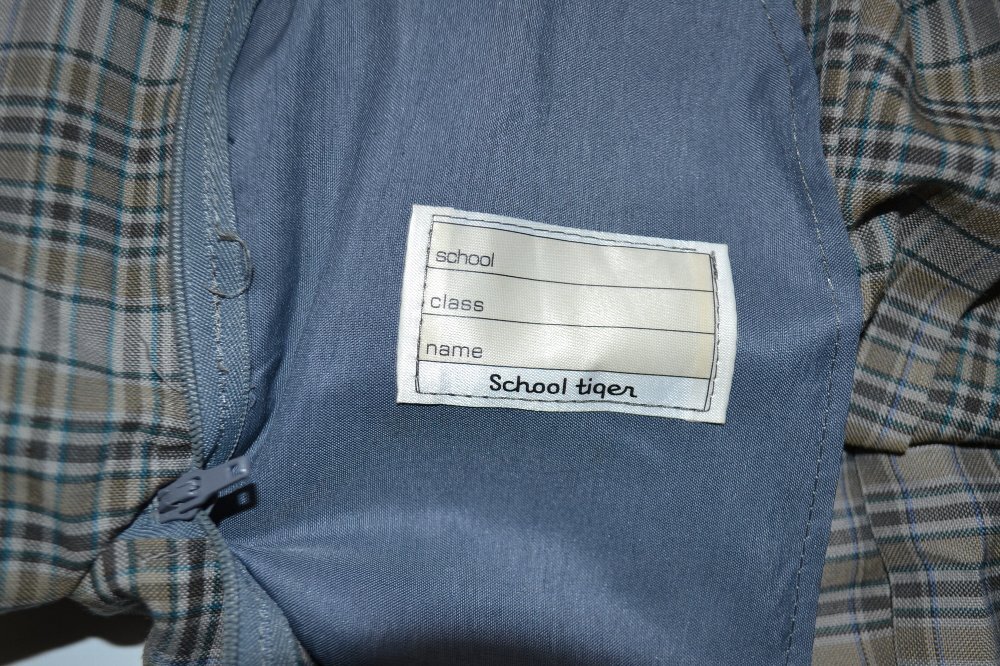 school
class
name
School tiger